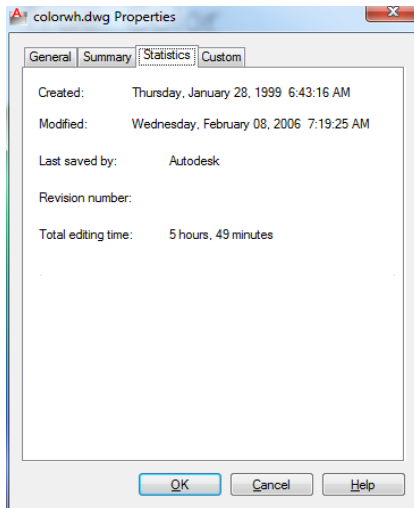 colorwh.dwg Properties
General Summary Statistics Custom
Created: Thursday, January 28, 1999 6:43:16 AM
Modified: Wednesday, February 08, 2006 7:19:25 AM
Last saved by: Autodesk
Revision number:
Total editing time: 5 hours, 49 minutes
OK Cancel Help